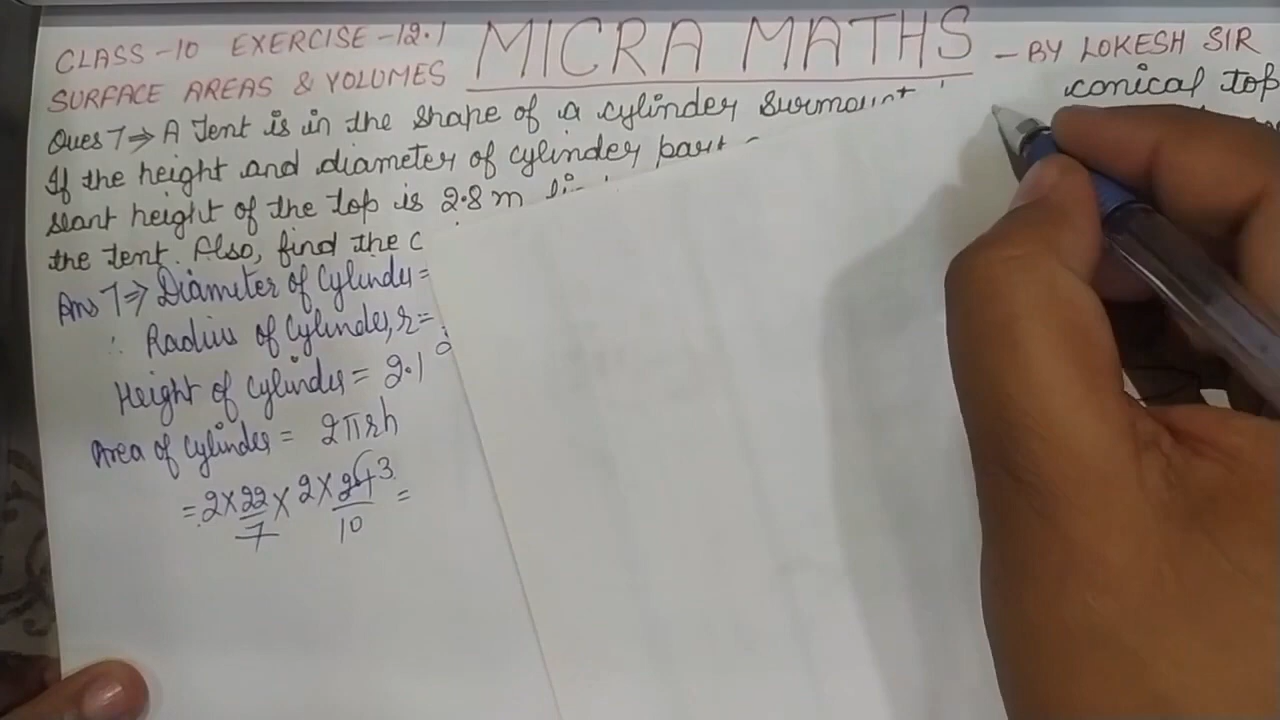 CLASS-10 EXERCISE-12.1 MICRA MATHS - BY LOKESH SIR
SURFACE AREAS & VOLUMES
Ques 7⇒ A Tent is in the shape of a cylinder surmount conical top
If the height and diameter of cylinder part
slant height of the top is 2.8m
the tent. Also, find the c
Ans 7⇒ Diameter of Cylinder =
∴ Radius of Cylinder, r =
Height of Cylinder = 2.1
Area of Cylinder = 2πrh
= 2 × 22/7 × 2 × 21 3/10 =